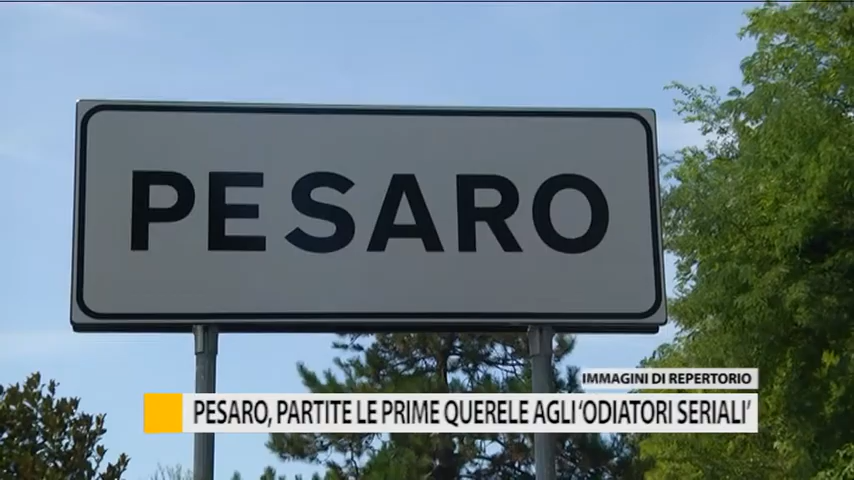 PESARO
IMMAGINI DI REPERTORIO
PESARO, PARTITE LE PRIME QUERELE AGLI 'ODIATORI SERIALI'